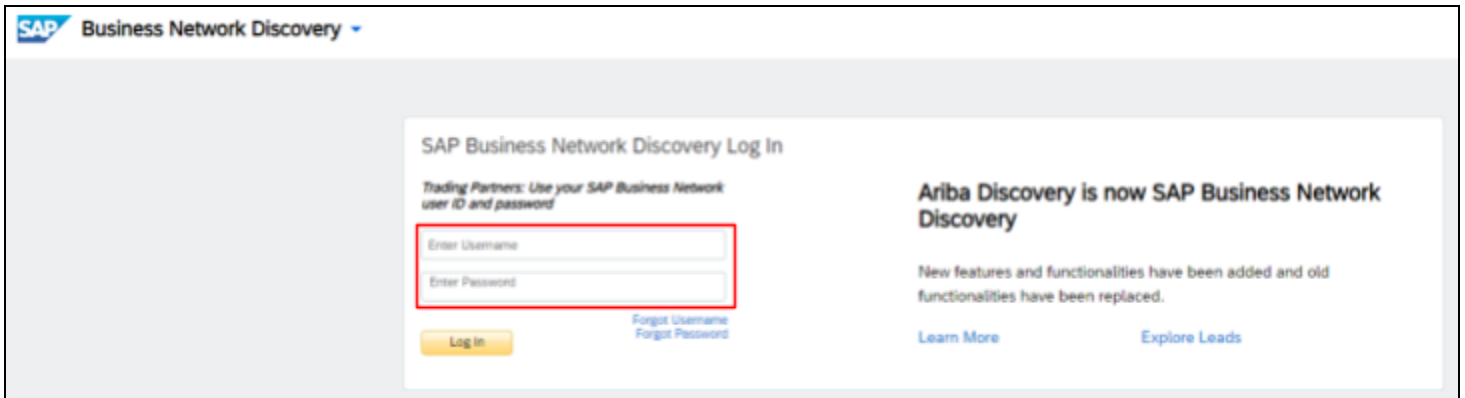 SAP Business Network Discovery
SAP Business Network Discovery Log In
Trading Partners: Use your SAP Business Network
user ID and password
Enter Username
Enter Password
Forgot Username
Forgot Password
Log In
Ariba Discovery is now SAP Business Network
Discovery
New features and functionalities have been added and old
functionalities have been replaced.
Learn More
Explore Leads